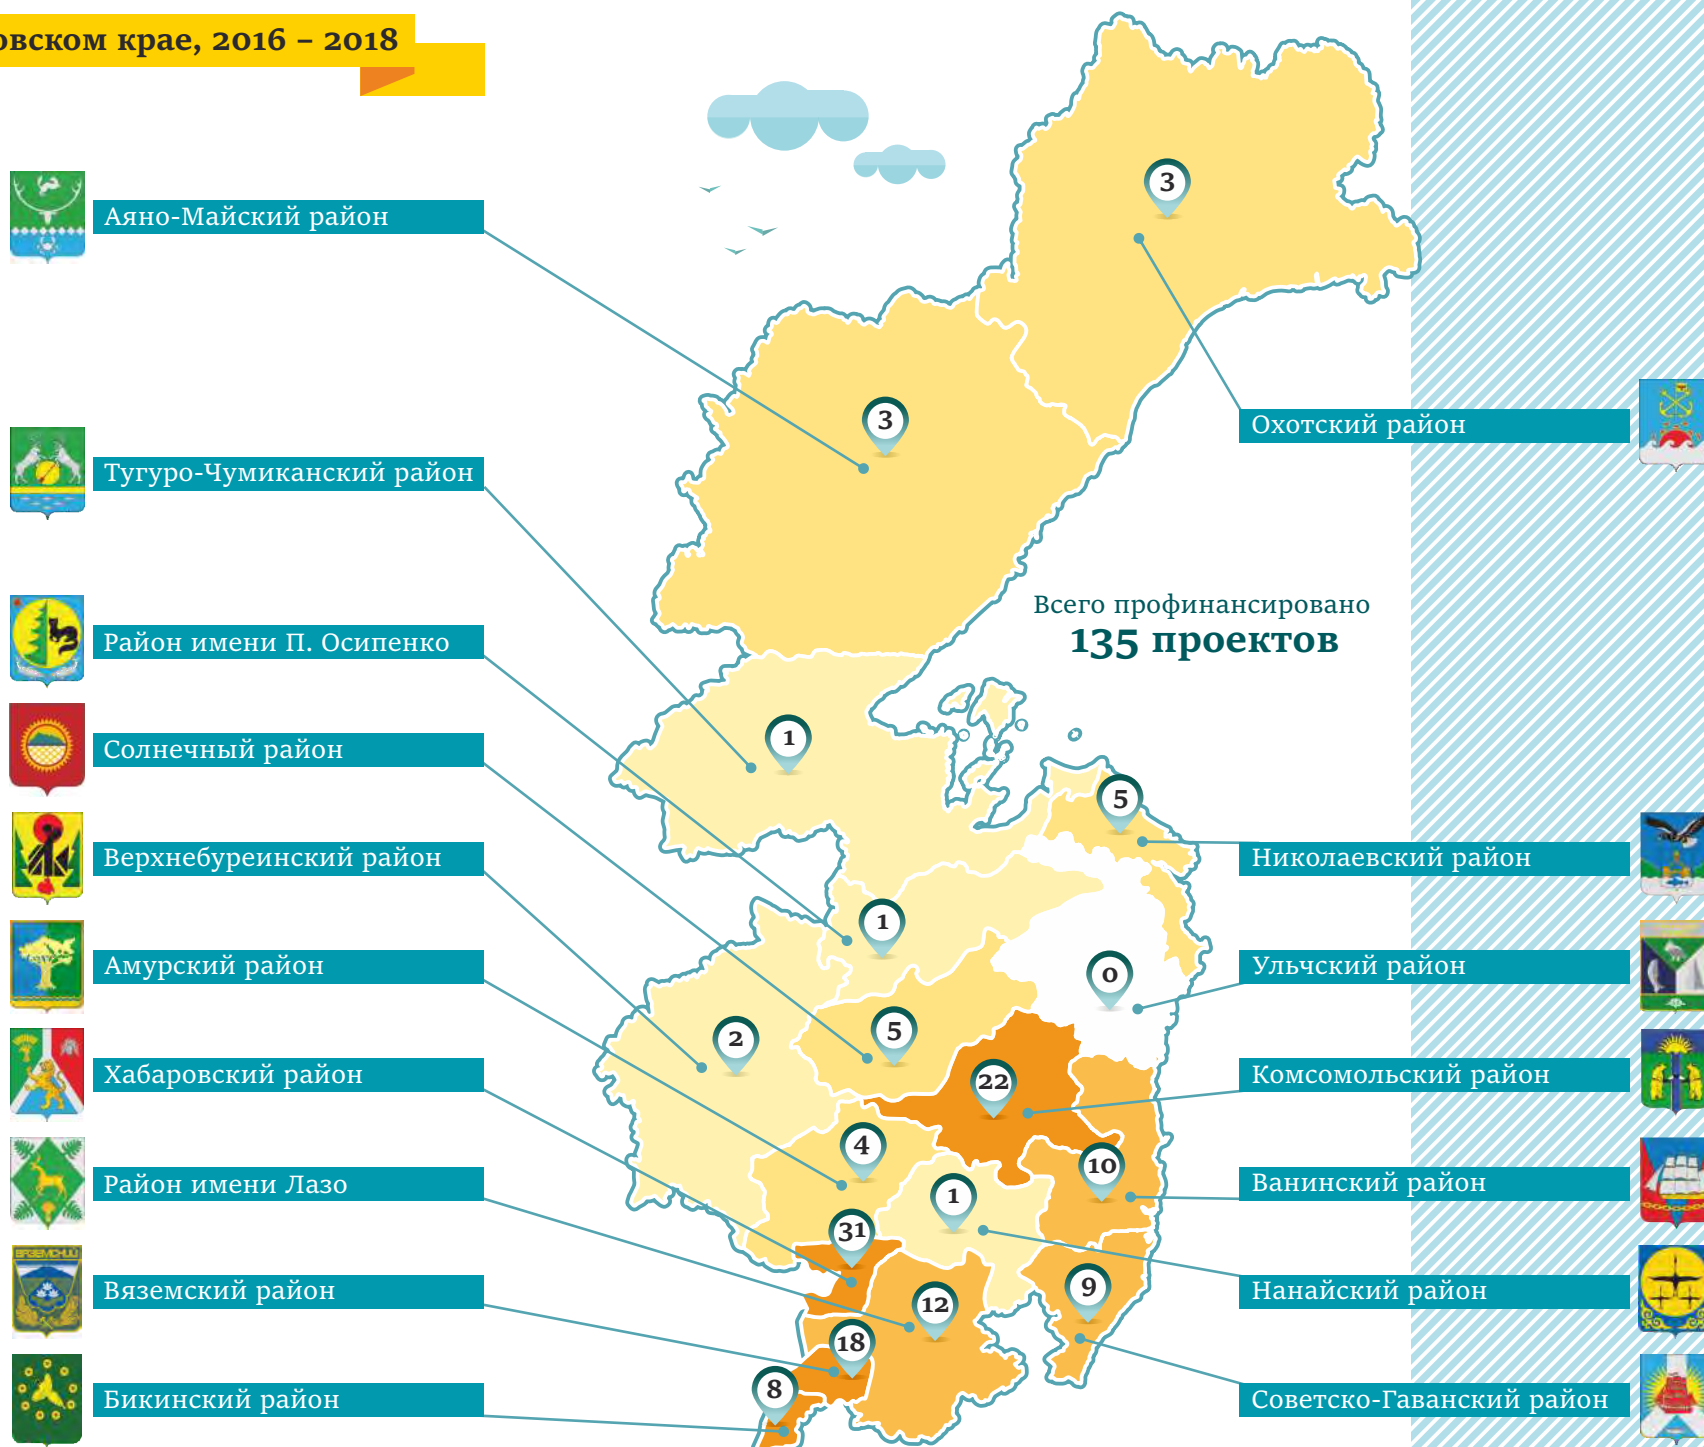 овском крае, 2016 – 2018
Аяно-Майский район
Тугуро-Чумиканский район
Район имени П. Осипенко
Солнечный район
Верхнебуреинский район
Амурский район
Хабаровский район
Район имени Лазо
Вяземский район
Бикинский район
3
3
Всего профинансировано
135 проектов
1
5
1
0
2
5
22
4
10
1
31
9
12
18
8
Охотский район
Николаевский район
Ульчский район
Комсомольский район
Ванинский район
Нанайский район
Советско-Гаванский район
ВЯЗЕМСКИЙ